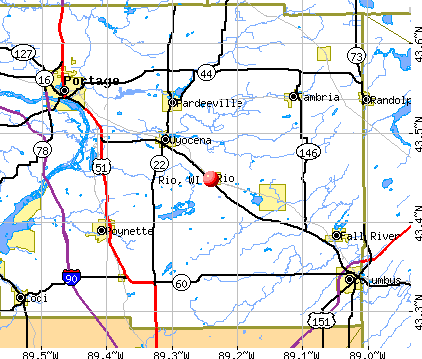 127
73
43.6°N
16
44
Portage
Pardeeville
Cambria
Randolp
43.5°N
Wyocena
78
51
22
146
Rio, WI
Rio
43.4°N
Poynette
Fall River
90
60
Columbus
Lodi
43.3°N
151
89.5°W
89.4°W
89.3°W
89.2°W
89.1°W
89.0°W